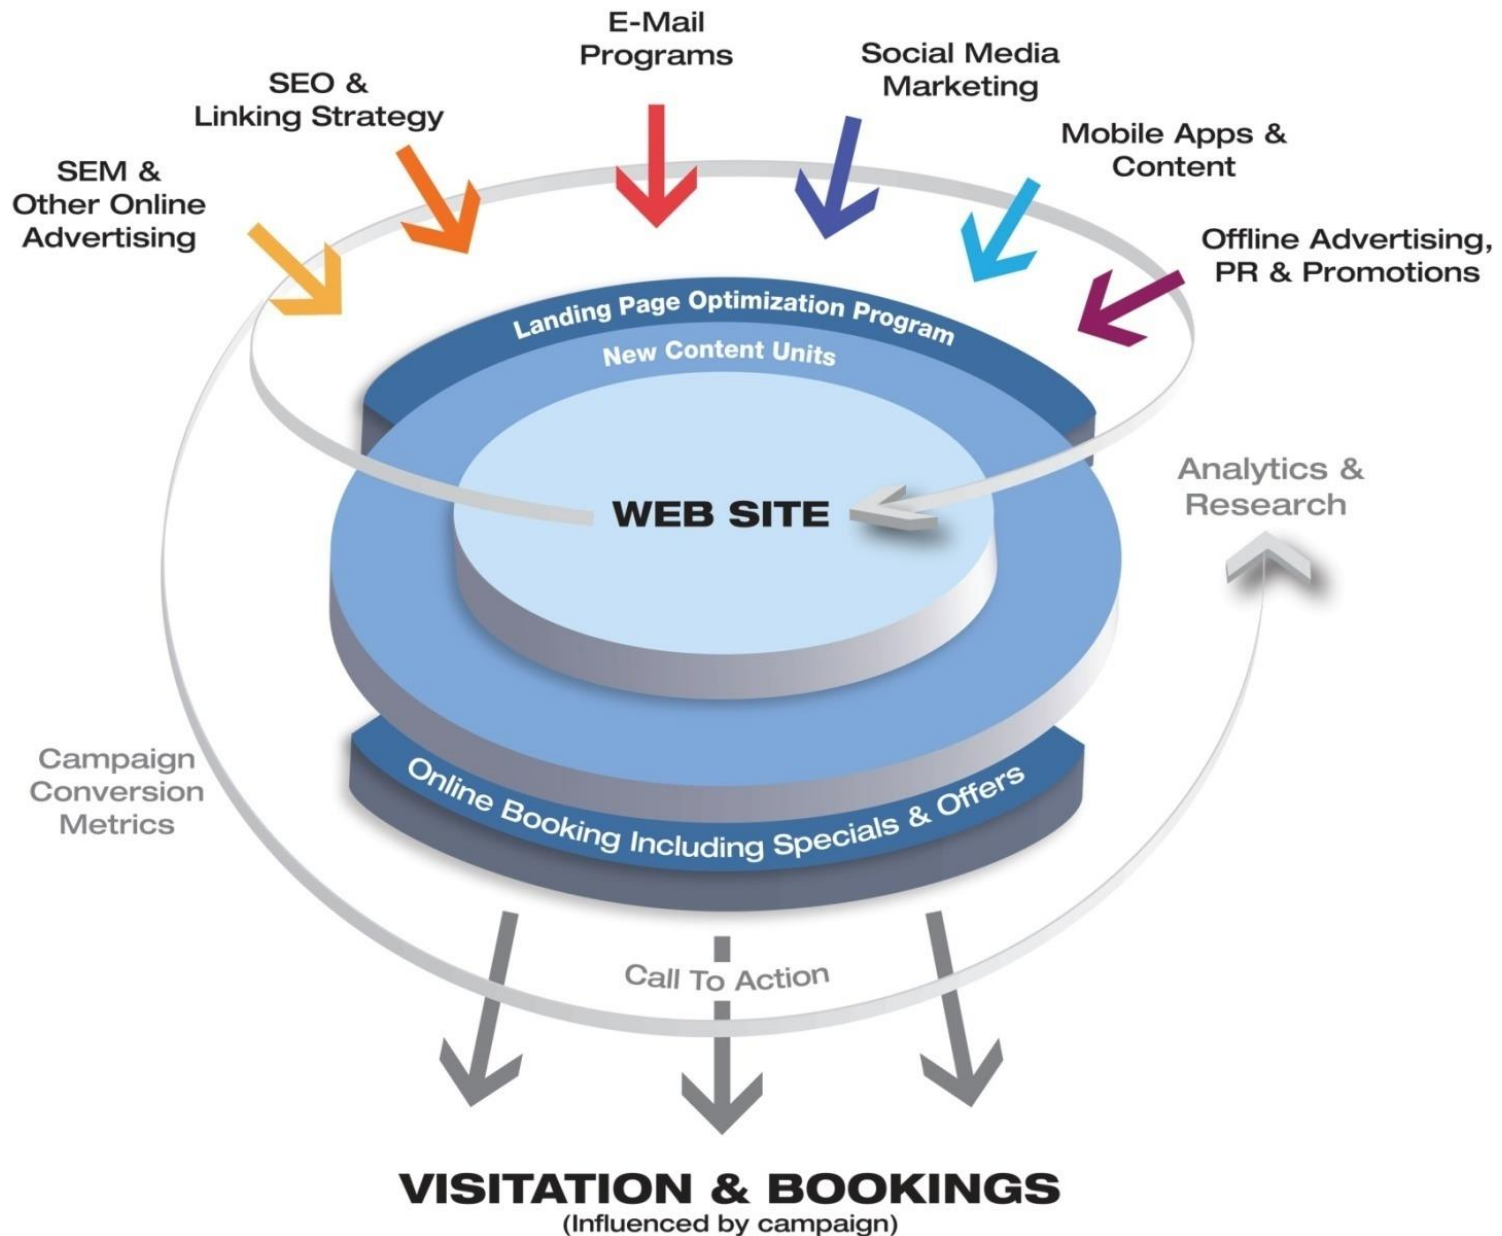 E-Mail
Programs
Social Media
Marketing
SEO &
Linking Strategy
Mobile Apps &
Content
SEM &
Other Online
Advertising
Offline Advertising,
PR & Promotions
Landing Page Optimization Program
New Content Units
WEB SITE
Analytics &
Research
Campaign
Conversion
Metrics
Online Booking Including Specials & Offers
Call To Action
VISITATION & BOOKINGS
(Influenced by campaign)